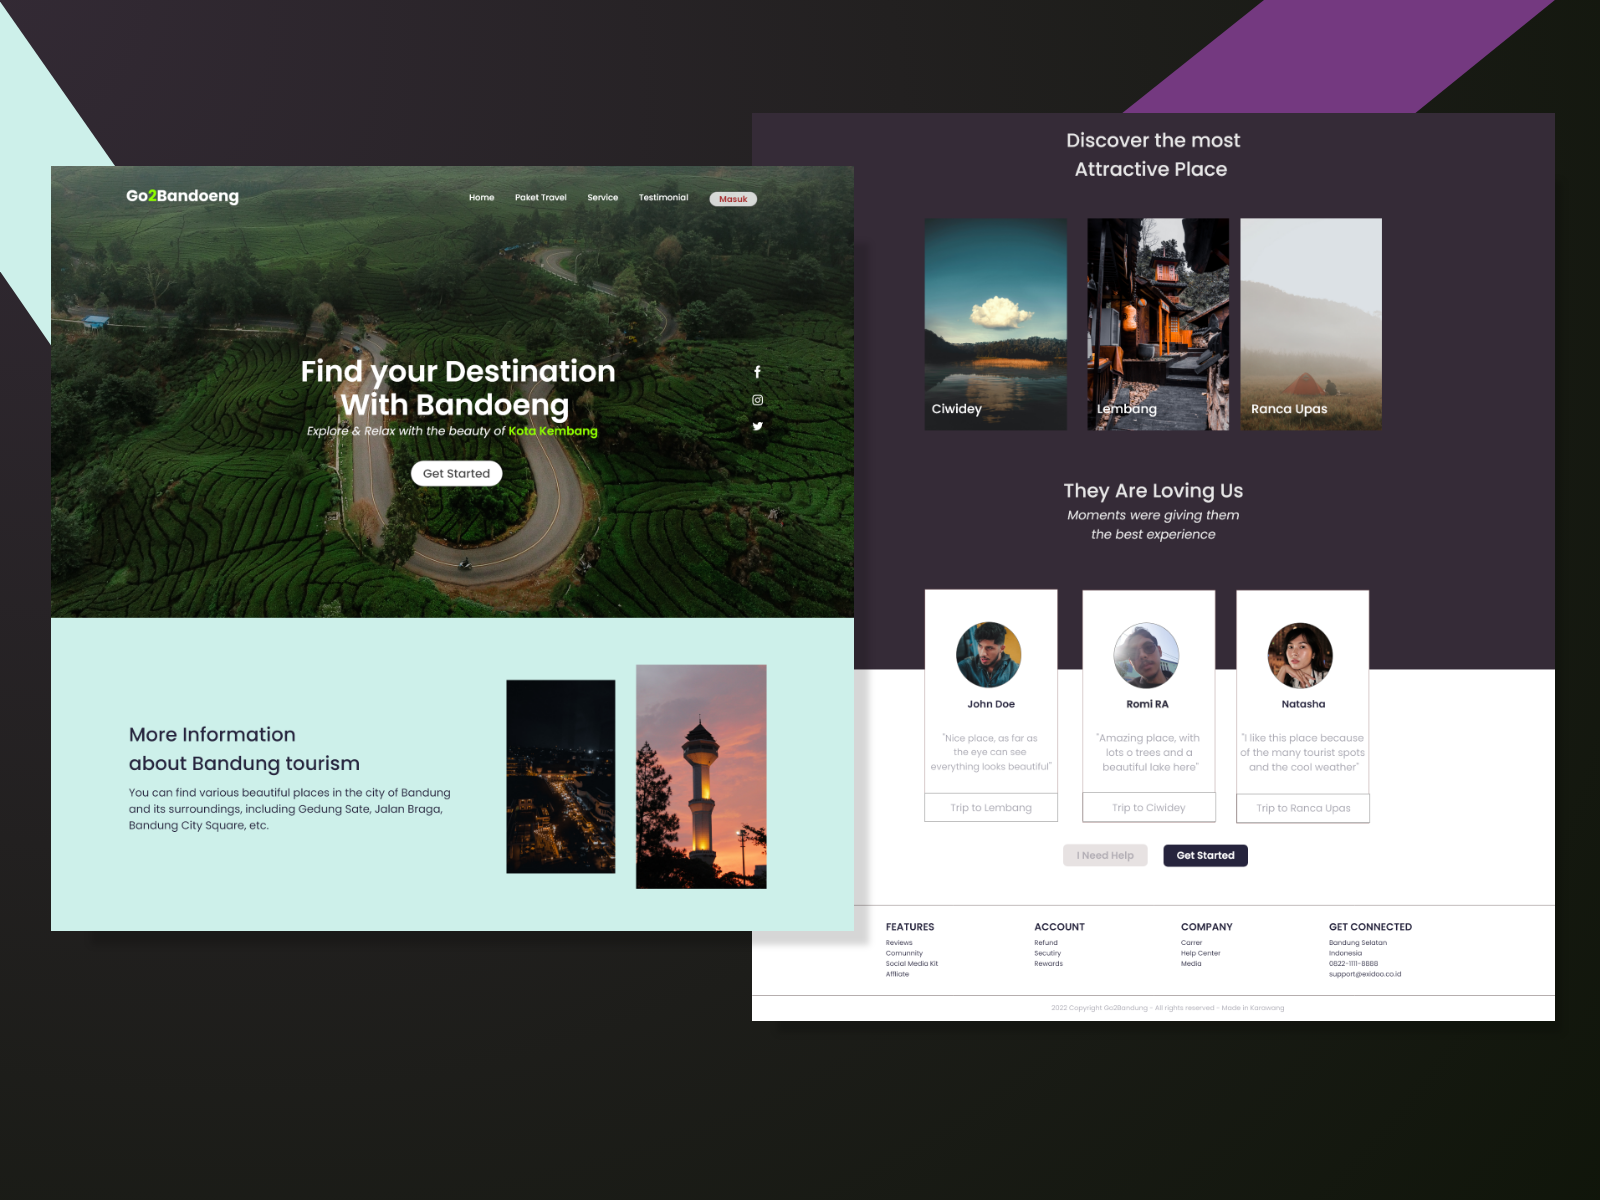 Go2Bandoeng
Home Paket Travel Service Testimonial Masuk
Find your Destination
With Bandoeng
Explore & Relax with the beauty of Kota Kembang
Get Started
More Information
about Bandung tourism
You can find various beautiful places in the city of Bandung
and its surroundings, including Gedung Sate, Jalan Braga,
Bandung City Square, etc.
Discover the most
Attractive Place
Ciwidey
Lembang
Ranca Upas
They Are Loving Us
Moments were giving them
the best experience
John Doe
"Nice place, as far as
the eye can see
everything looks beautiful"
Trip to Lembang
Romi RA
"Amazing place, with
lots o trees and a
beautiful lake here"
Trip to Ciwidey
Natasha
"I like this place because
of the many tourist spots
and the cool weather"
Trip to Ranca Upas
I Need Help
Get Started
FEATURES
Reviews
Comunnity
Social Media Kit
Affliate
ACCOUNT
Refund
Secutiry
Rewards
COMPANY
Carrer
Help Center
Media
GET CONNECTED
Bandung Selatan
Indonesia
0822-1111-8888
support@exidoo.co.id
2022 Copyright Go2Bandung - All rights reserved - Made in Karawang